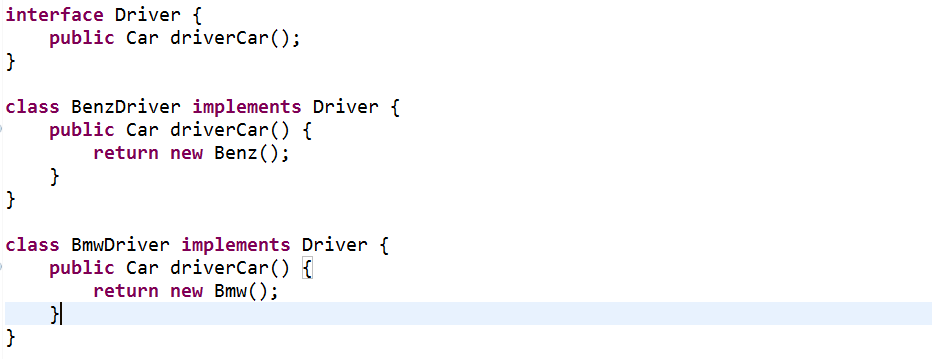 interface Driver {
    public Car driverCar();
}

class BenzDriver implements Driver {
    public Car driverCar() {
        return new Benz();
    }
}

class BmwDriver implements Driver {
    public Car driverCar() {
        return new Bmw();
    }
}